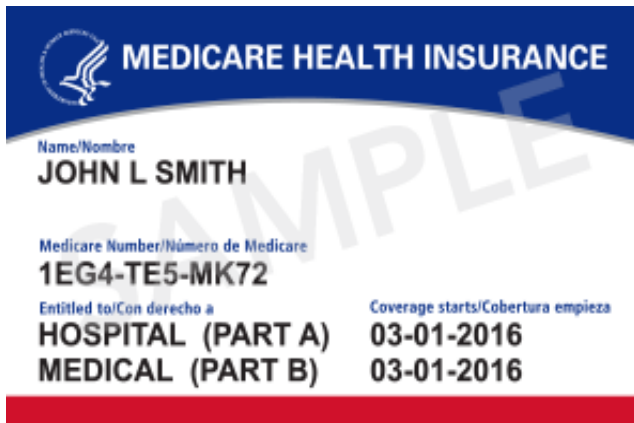 MEDICARE HEALTH INSURANCE
Name/Nombre
JOHN L SMITH
SAMPLE
Medicare Number/Número de Medicare
1EG4-TE5-MK72
Entitled to/Con derecho a Coverage starts/Cobertura empieza
HOSPITAL (PART A) 03-01-2016
MEDICAL (PART B) 03-01-2016